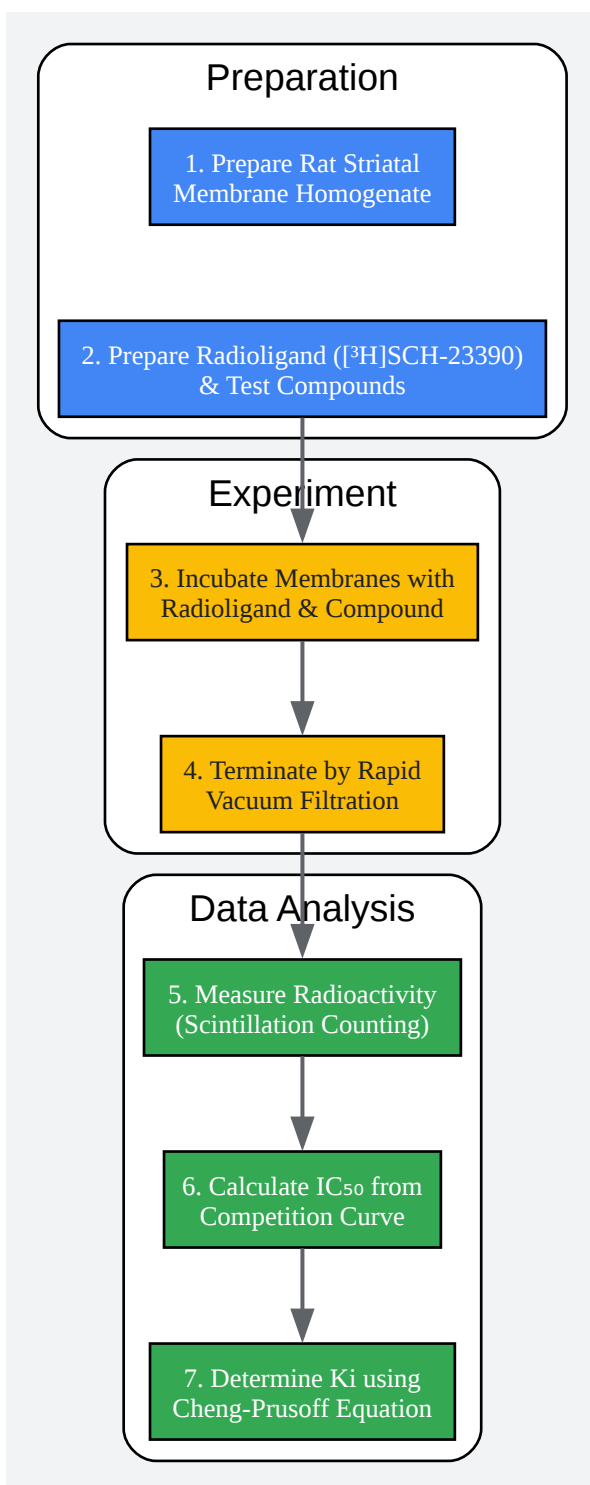 Preparation
1. Prepare Rat Striatal
Membrane Homogenate
2. Prepare Radioligand ([³H]SCH-23390)
& Test Compounds
Experiment
3. Incubate Membranes with
Radioligand & Compound
4. Terminate by Rapid
Vacuum Filtration
Data Analysis
5. Measure Radioactivity
(Scintillation Counting)
6. Calculate IC₅₀ from
Competition Curve
7. Determine Ki using
Cheng-Prusoff Equation